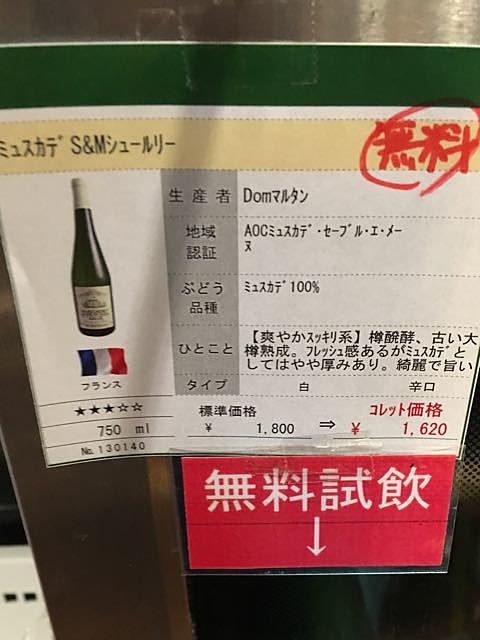 ミュスカデ S&Mシュールリー
無料
生産者 Domマルタン
地域 認証 AOCミュスカデ・セーブル・エ・メーヌ
ぶどう 品種 ミュスカデ100%
ひとこと 【爽やかスッキリ系】樽醗酵、古い大
樽熟成。フレッシュ感あるがミュスカデと
してはやや厚みあり。綺麗で旨い
フランス
タイプ 白 辛口
★★★☆☆
標準価格 コレット価格
750 ml ¥ 1,800 ⇒ ¥ 1,620
No. 130140
無料試飲
↓